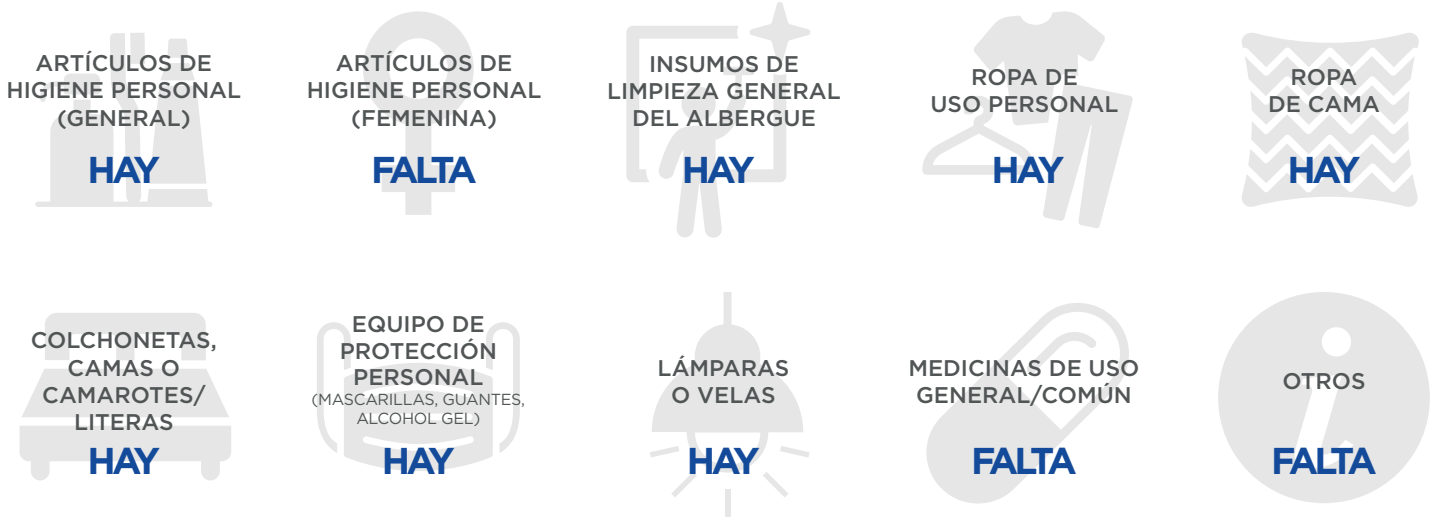 ARTÍCULOS DE
HIGIENE PERSONAL
(GENERAL)
HAY
ARTÍCULOS DE
HIGIENE PERSONAL
(FEMENINA)
FALTA
INSUMOS DE
LIMPIEZA GENERAL
DEL ALBERGUE
HAY
ROPA DE
USO PERSONAL
HAY
ROPA
DE CAMA
HAY
COLCHONETAS,
CAMAS O
CAMAROTES/
LITERAS
HAY
EQUIPO DE
PROTECCIÓN
PERSONAL
(MASCARILLAS, GUANTES,
ALCOHOL GEL)
HAY
LÁMPARAS
O VELAS
HAY
MEDICINAS DE USO
GENERAL/COMÚN
FALTA
OTROS
FALTA